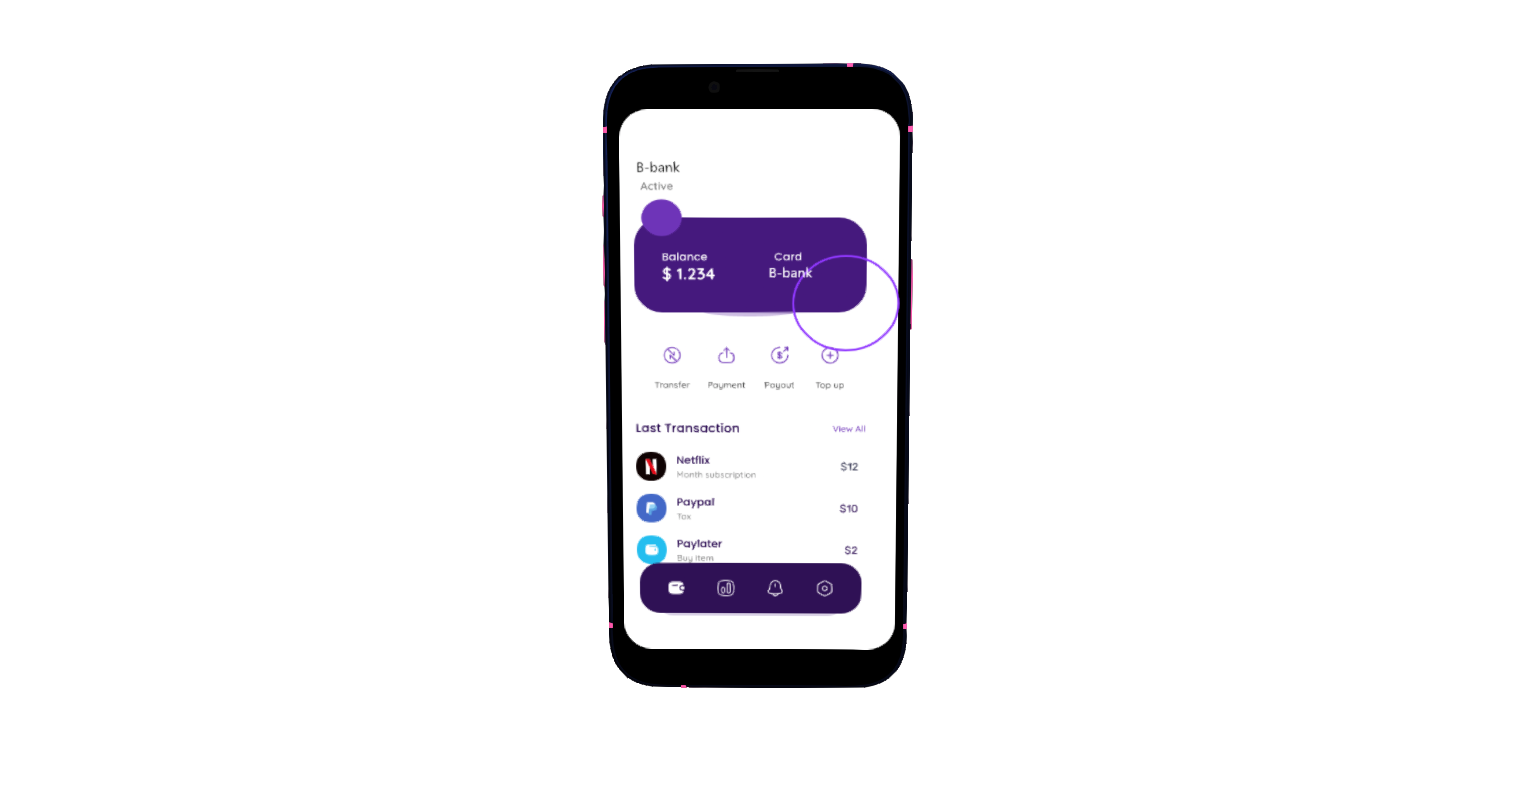 B-bank
Active
Balance Card
$ 1.234 B-bank
Transfer Payment Payout Top up
Last Transaction View All
Netflix
Month subscription
$12
Paypal
Tax
$10
Paylater
Buy item
$2